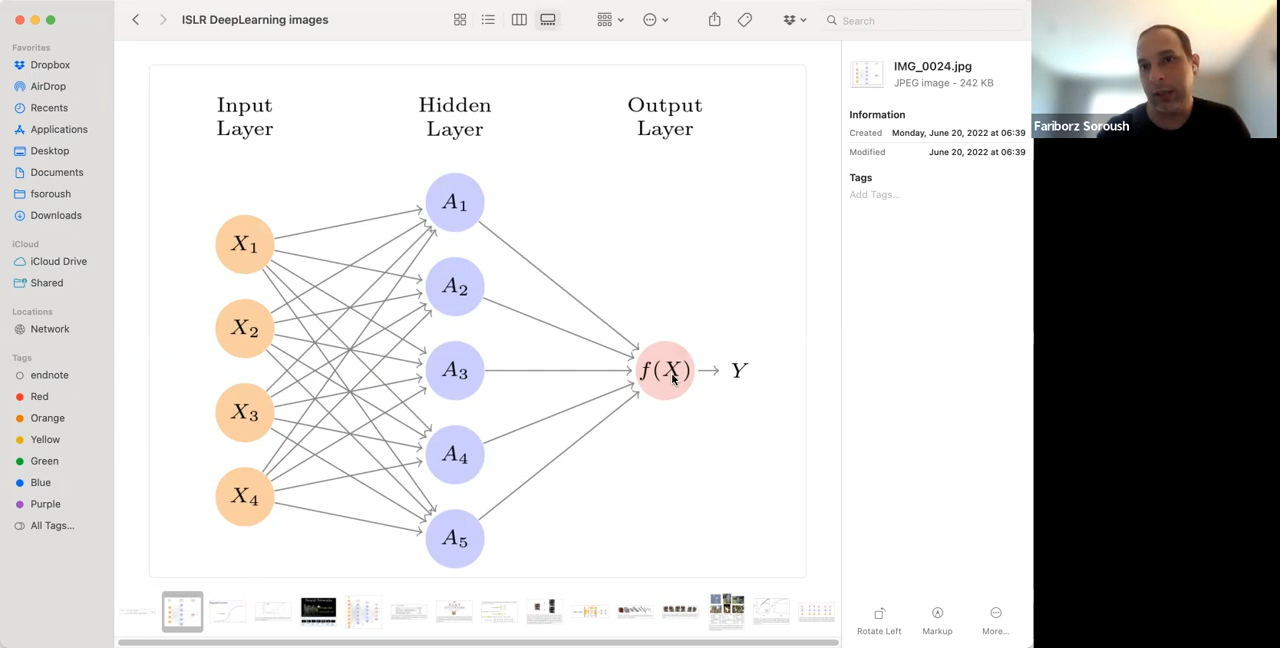 ISLR DeepLearning images
Search
Favorites
Dropbox
AirDrop
Recents
Applications
Desktop
Documents
fsoroush
Downloads
iCloud
iCloud Drive
Shared
Locations
Network
Tags
endnote
Red
Orange
Yellow
Green
Blue
Purple
All Tags...
Input Hidden Output
Layer Layer Layer
X1
X2
X3
X4
A1
A2
A3
A4
A5
f(X) → Y
IMG_0024.jpg
JPEG image - 242 KB
Information
Created Monday, June 20, 2022 at 06:39
Modified June 20, 2022 at 06:39
Tags
Add Tags...
Rotate Left
Markup
More...
Fariborz Soroush